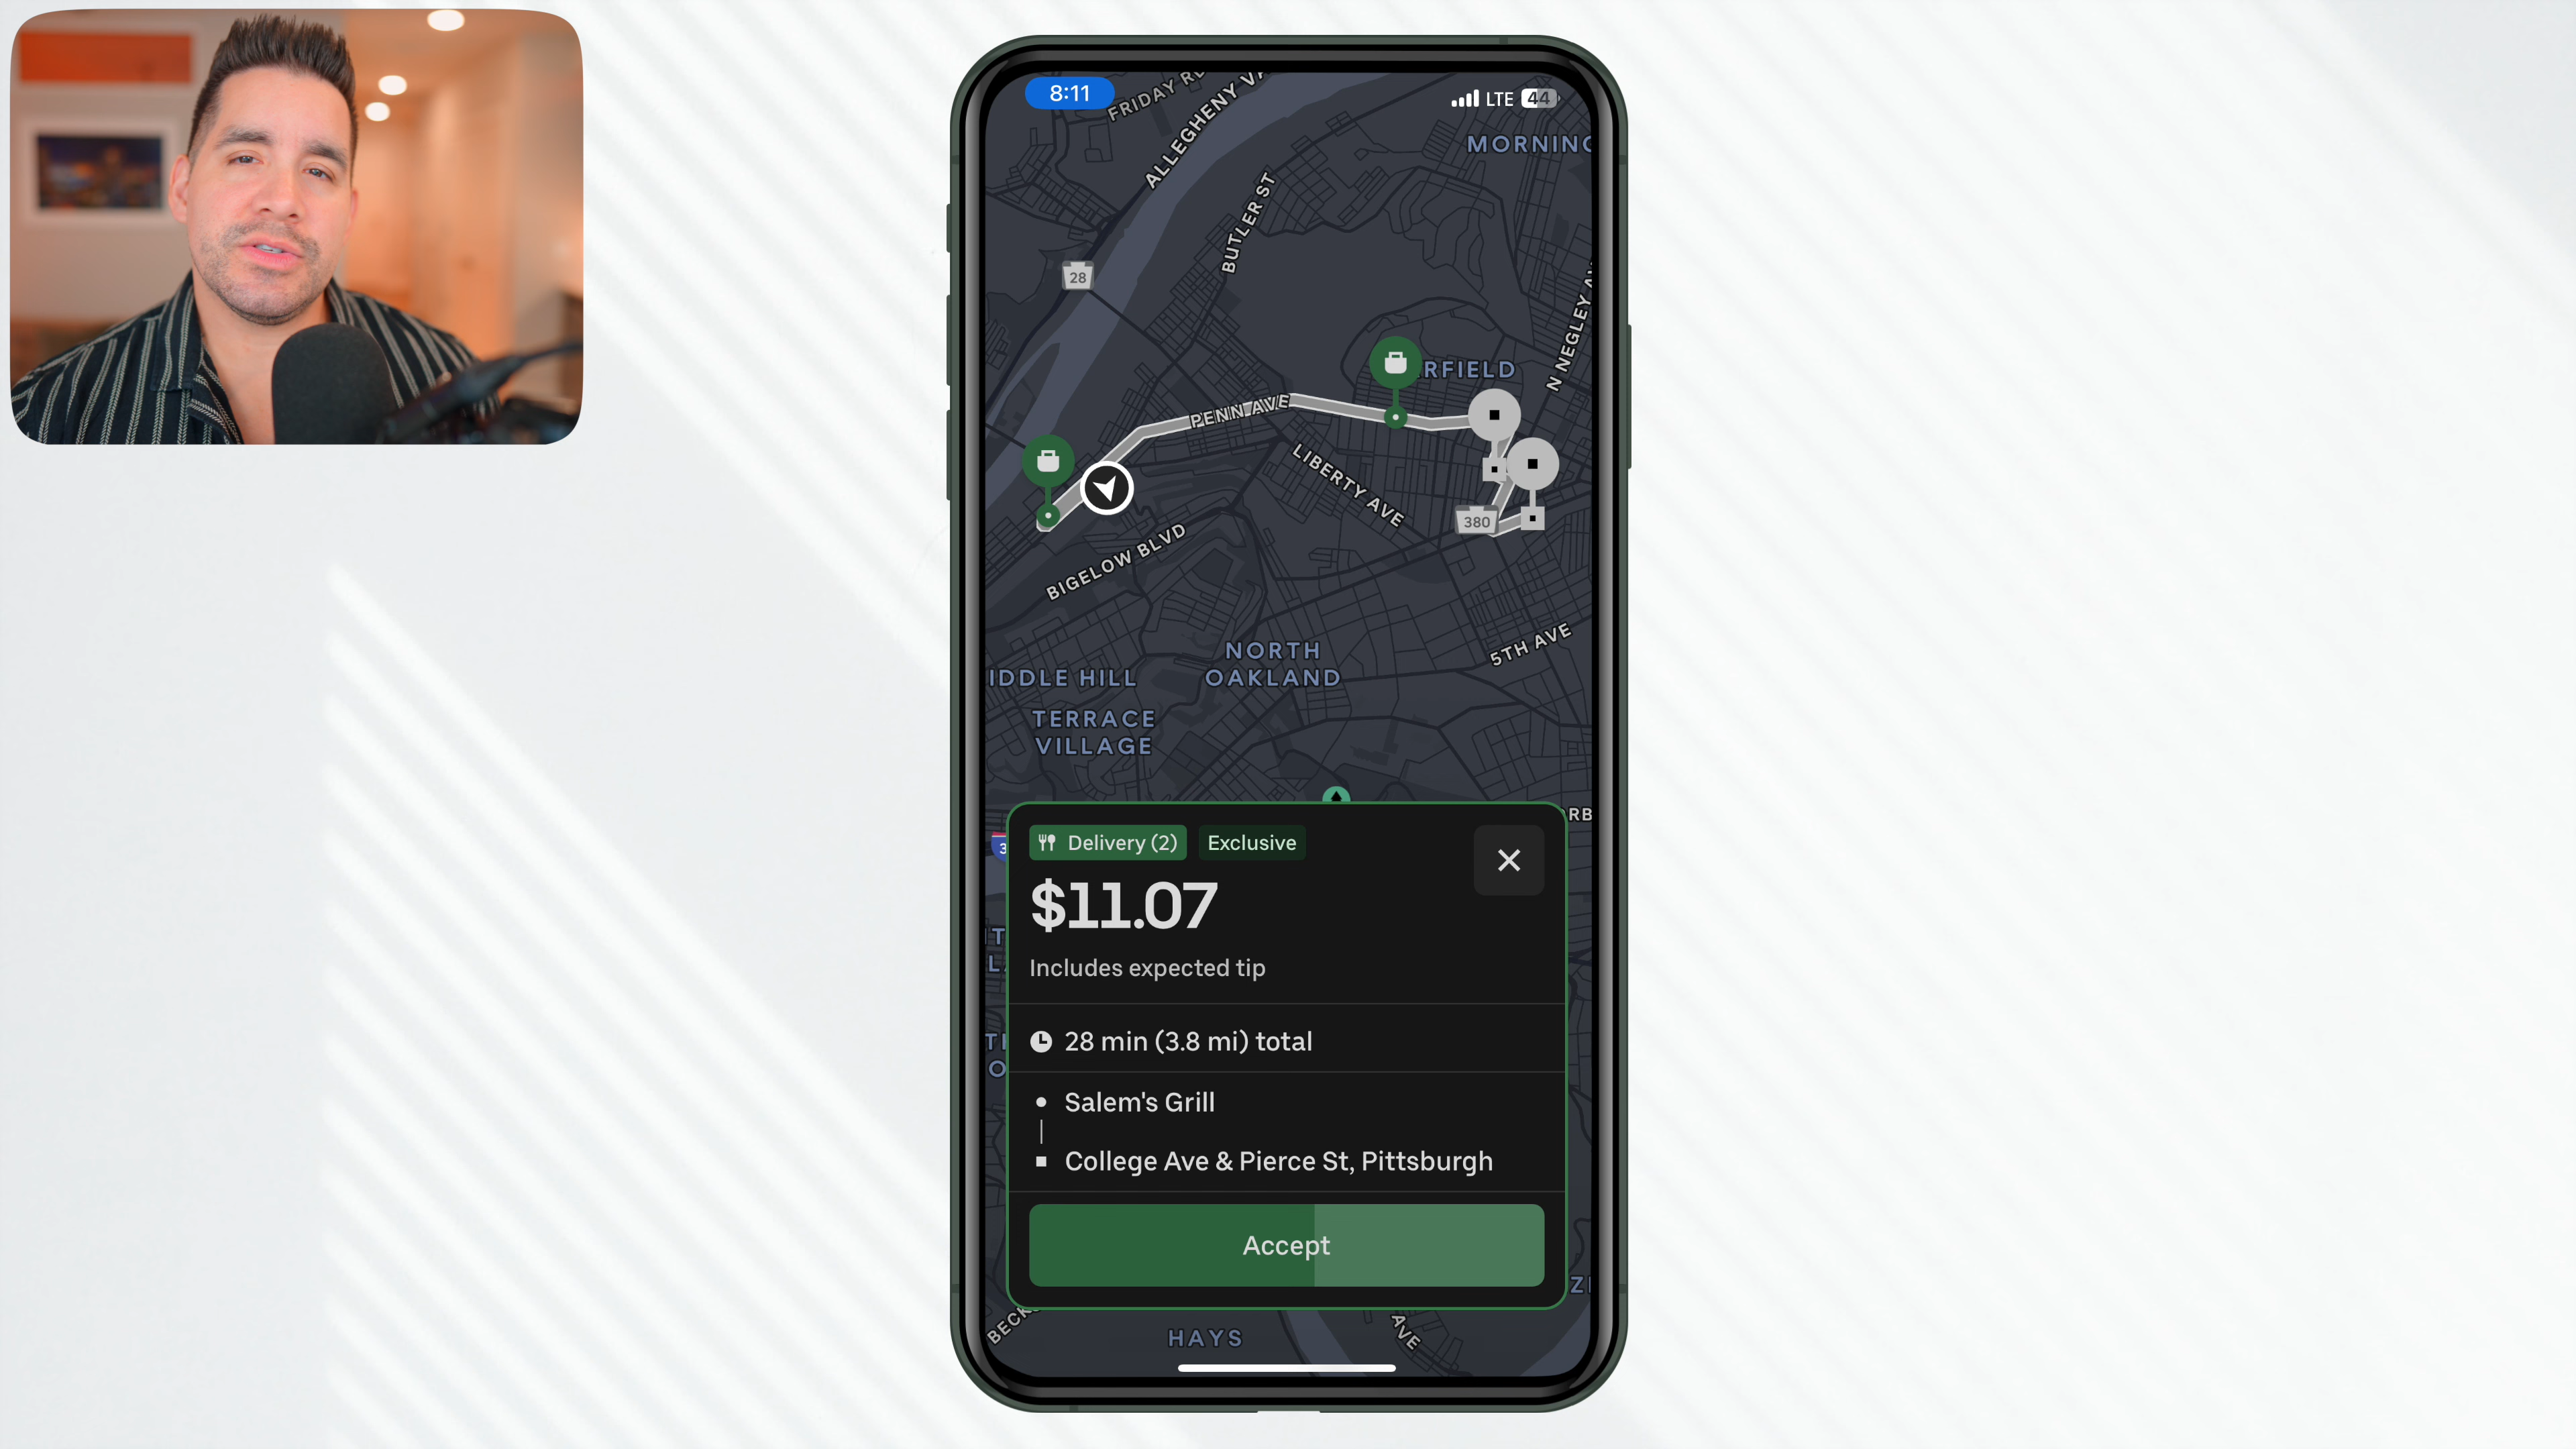 8:11
LTE
44
FRIDAY
ALLEGHENY
MORNING
BUTLER ST
28
N NEGLEY
RFIELD
PENN AVE
LIBERTY AVE
380
BIGELOW BLVD
5TH AVE
NORTH
OAKLAND
IDDLE HILL
TERRACE
VILLAGE
RB
Delivery (2)
Exclusive
$11.07
Includes expected tip
28 min (3.8 mi) total
Salem's Grill
College Ave & Pierce St, Pittsburgh
Accept
BECK
HAYS
AVE